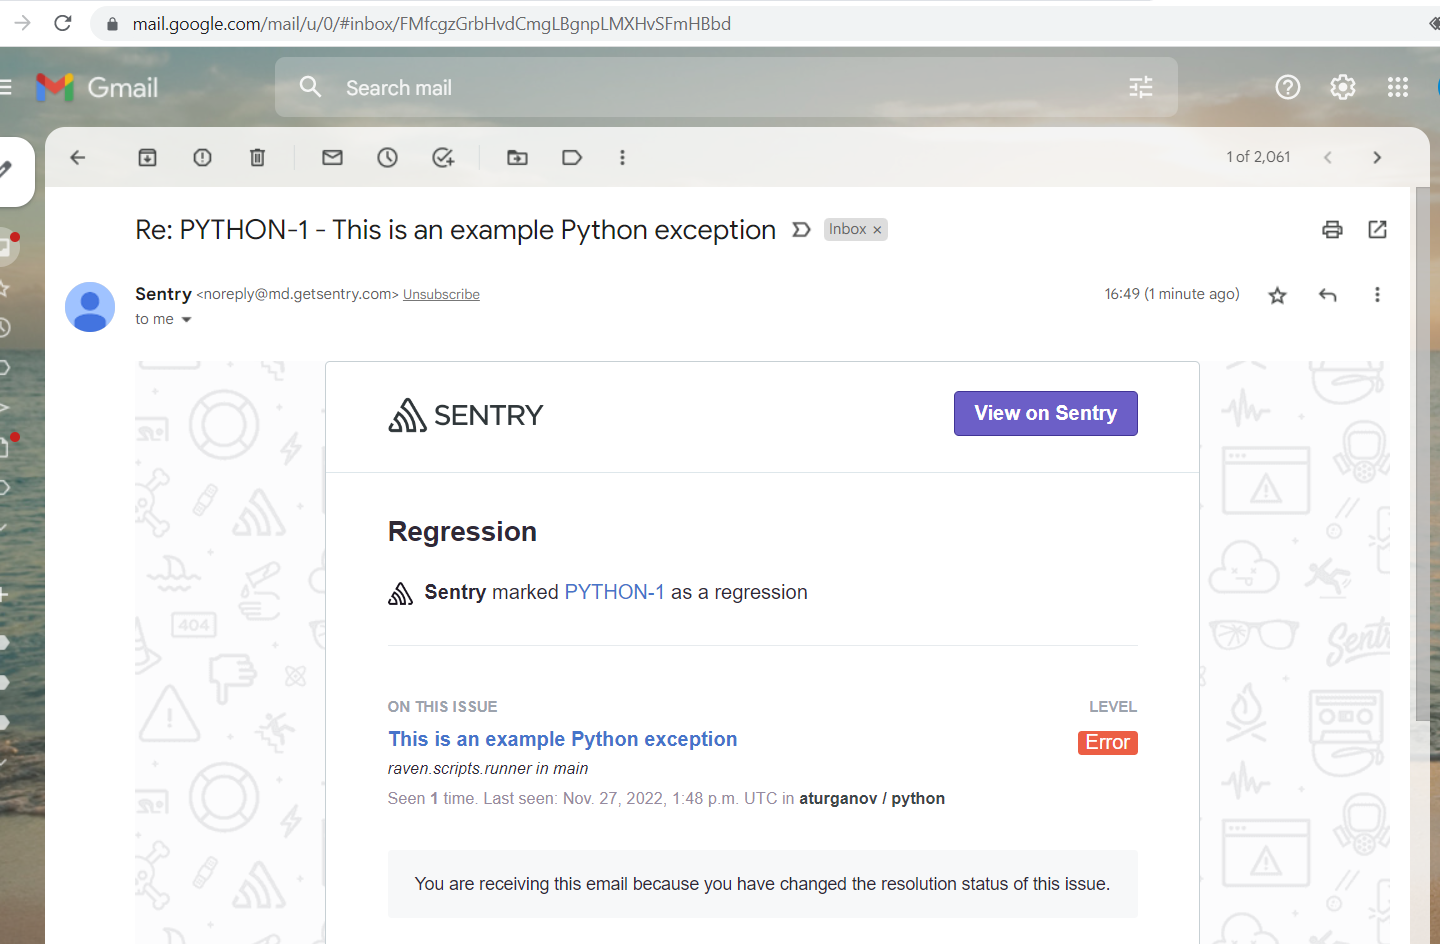 mail.google.com/mail/u/0/#inbox/FMfcgzGrbHvdCmgLBgnpLMXHvSFmHBbd
Gmail
Search mail
1 of 2,061
Re: PYTHON-1 - This is an example Python exception
Inbox ×
Sentry <noreply@md.getsentry.com> Unsubscribe
16:49 (1 minute ago)
to me
SENTRY
View on Sentry
Regression
Sentry marked PYTHON-1 as a regression
404
Sentr
ON THIS ISSUE
LEVEL
This is an example Python exception
Error
raven.scripts.runner in main
Seen 1 time. Last seen: Nov. 27, 2022, 1:48 p.m. UTC in aturganov / python
You are receiving this email because you have changed the resolution status of this issue.